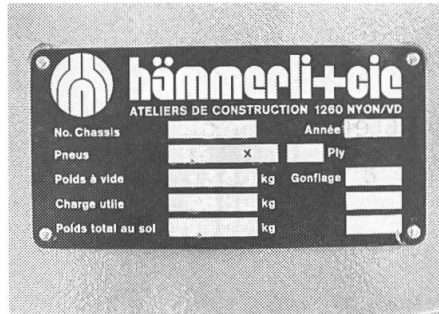 hämmerli+cie
ATELIERS DE CONSTRUCTION 1260 NYON/VD
No. Chassis Année
Pneus x Ply
Poids à vide kg Gonflage
Charge utile kg
Poids total au sol kg